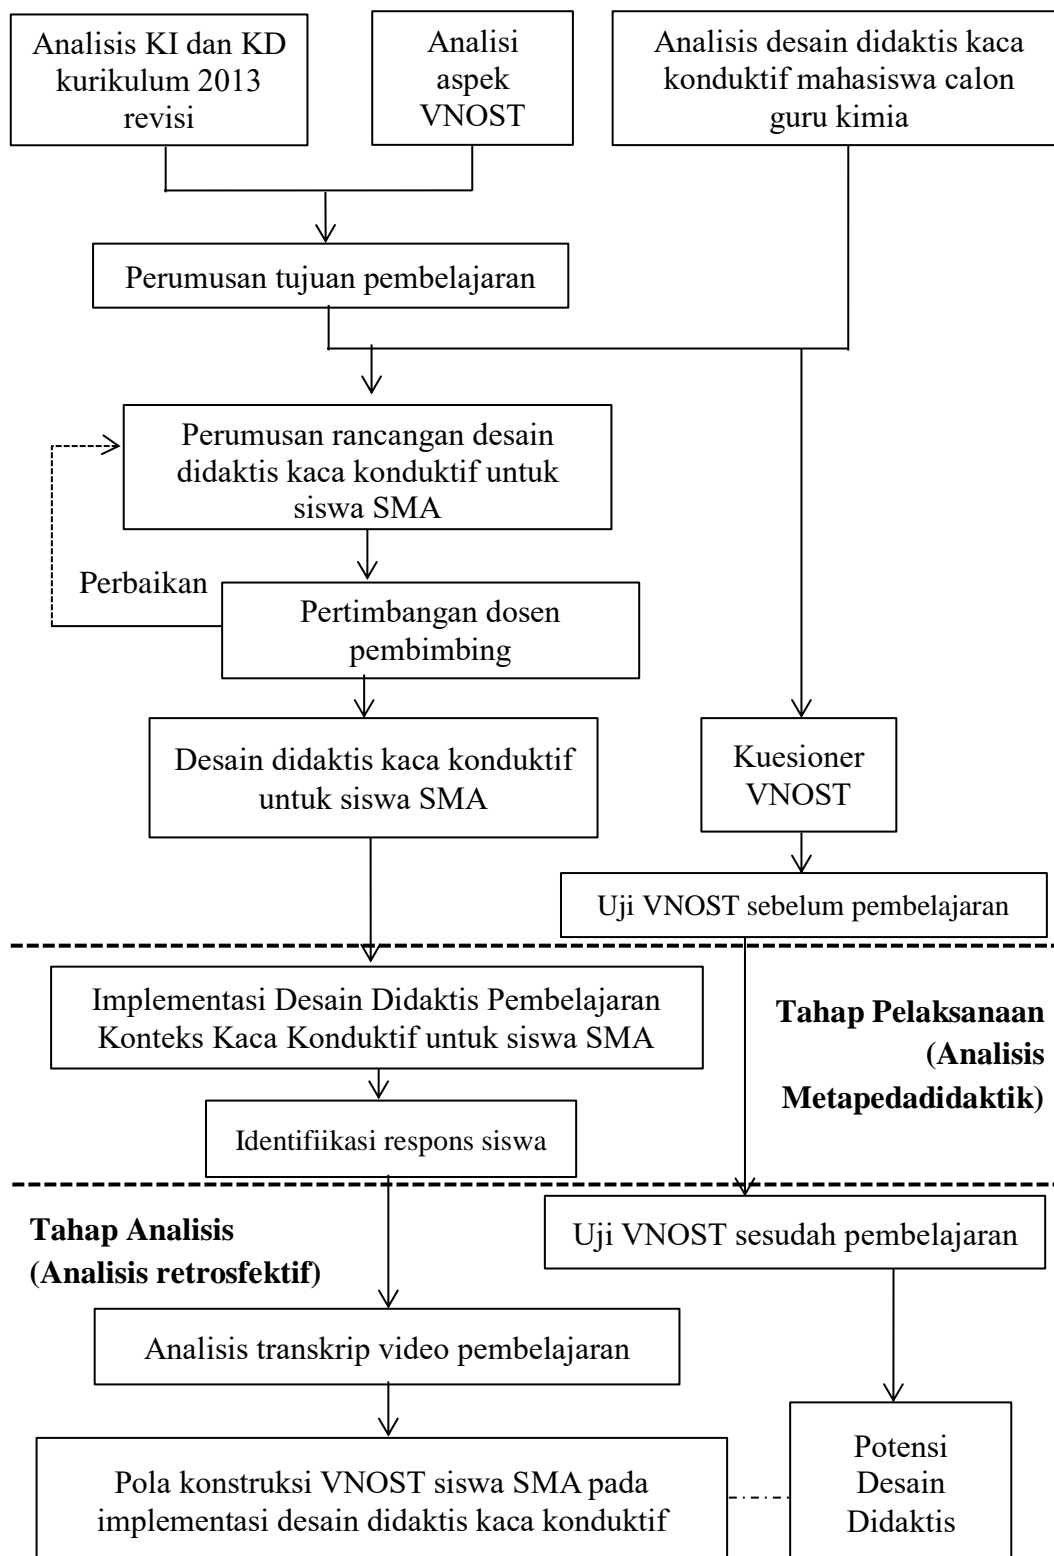 Analisis KI dan KD
kurikulum 2013
revisi
Analisi
aspek
VNOST
Analisis desain didaktis kaca
konduktif mahasiswa calon
guru kimia
Perumusan tujuan pembelajaran
Perumusan rancangan desain
didaktis kaca konduktif untuk
siswa SMA
Perbaikan
Pertimbangan dosen
pembimbing
Desain didaktis kaca konduktif
untuk siswa SMA
Kuesioner
VNOST
Uji VNOST sebelum pembelajaran
Implementasi Desain Didaktis Pembelajaran
Konteks Kaca Konduktif untuk siswa SMA
Tahap Pelaksanaan
(Analisis
Metapedadidaktik)
Identifiikasi respons siswa
Tahap Analisis
(Analisis retrosfektif)
Uji VNOST sesudah pembelajaran
Analisis transkrip video pembelajaran
Pola konstruksi VNOST siswa SMA pada
implementasi desain didaktis kaca konduktif
Potensi
Desain
Didaktis